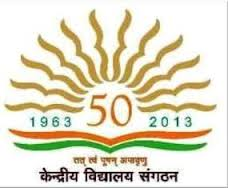 50
1963 2013
तत् त्वं पूषन् अपावृणु
केन्द्रीय विद्यालय संगठन